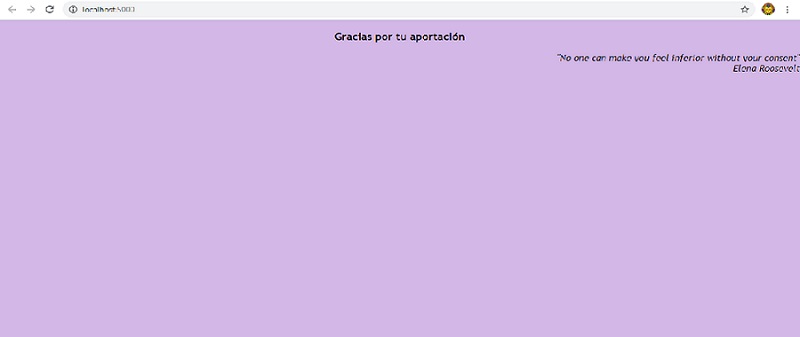 localhost:5000
Gracias por tu aportación
"No one can make you feel inferior without your consent"
Elena Roosevelt